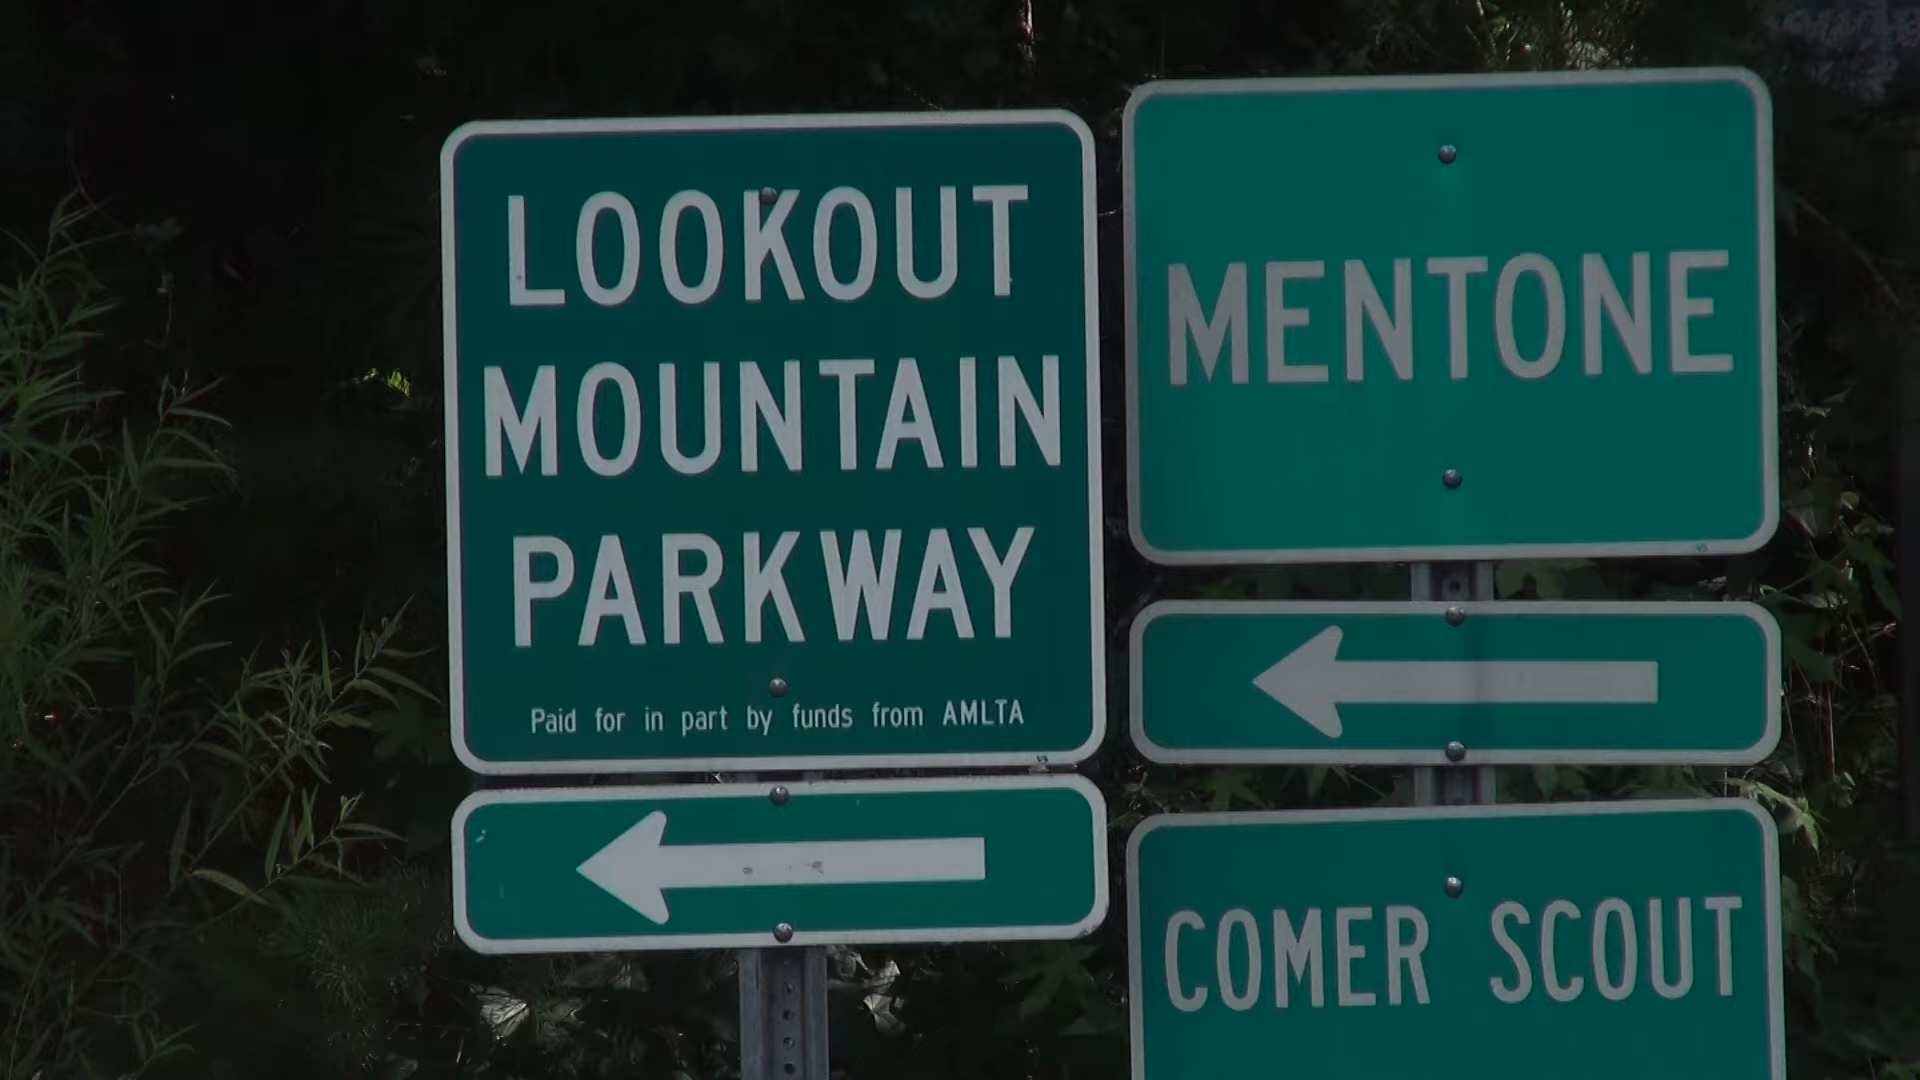 LOOKOUT
MOUNTAIN
PARKWAY
Paid for in part by funds from AMLTA
MENTONE
COMER SCOUT